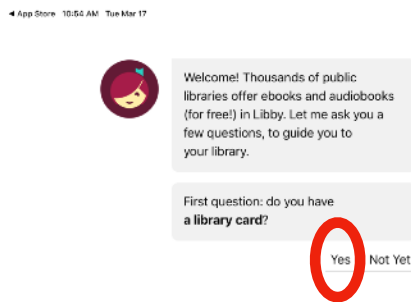 ◄ App Store 10:54 AM Tue Mar 17
Welcome! Thousands of public
libraries offer ebooks and audiobooks
(for free!) in Libby. Let me ask you a
few questions, to guide you to
your library.
First question: do you have
a library card?
Yes Not Yet